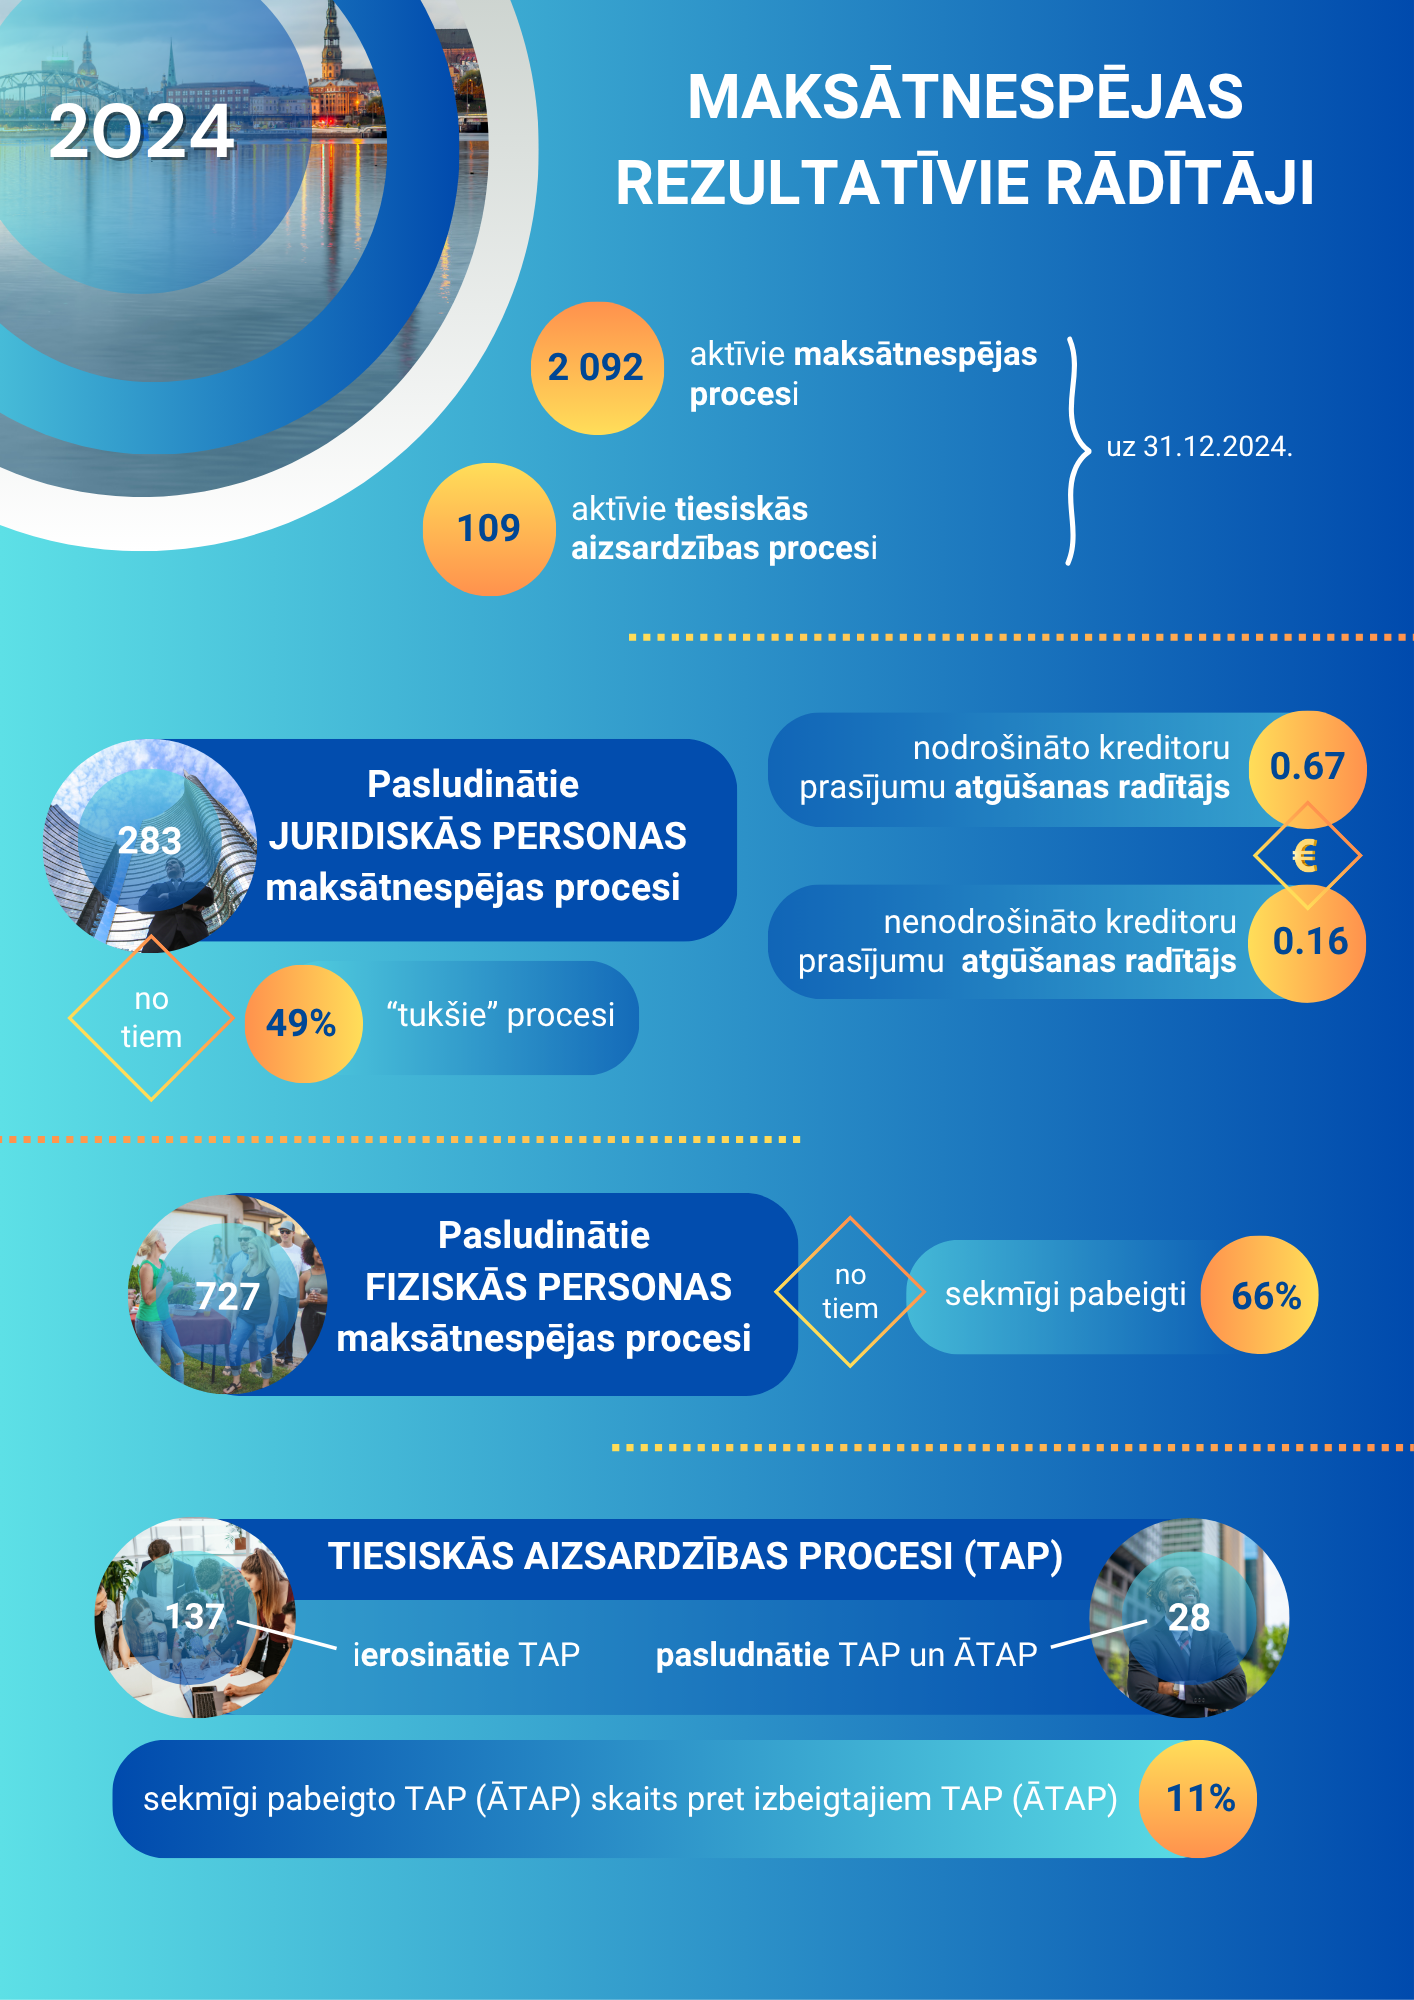 2024
MAKSĀTNESPĒJAS
REZULTATĪVIE RĀDĪTĀJI
2 092
aktīvie maksātnespējas
procesi
109
aktīvie tiesiskās
aizsardzības procesi
uz 31.12.2024.
283
Pasludinātie
JURIDISKĀS PERSONAS
maksātnespējas procesi
no
tiem
49%
“tukšie” procesi
nodrošināto kreditoru
prasījumu atgūšanas radītājs
0.67
€
nenodrošināto kreditoru
prasījumu atgūšanas radītājs
0.16
727
Pasludinātie
FIZISKĀS PERSONAS
maksātnespējas procesi
no
tiem
sekmīgi pabeigti
66%
TIESISKĀS AIZSARDZĪBAS PROCESI (TAP)
137
ierosinātie TAP
pasludnātie TAP un ĀTAP
28
sekmīgi pabeigto TAP (ĀTAP) skaits pret izbeigtajiem TAP (ĀTAP)
11%